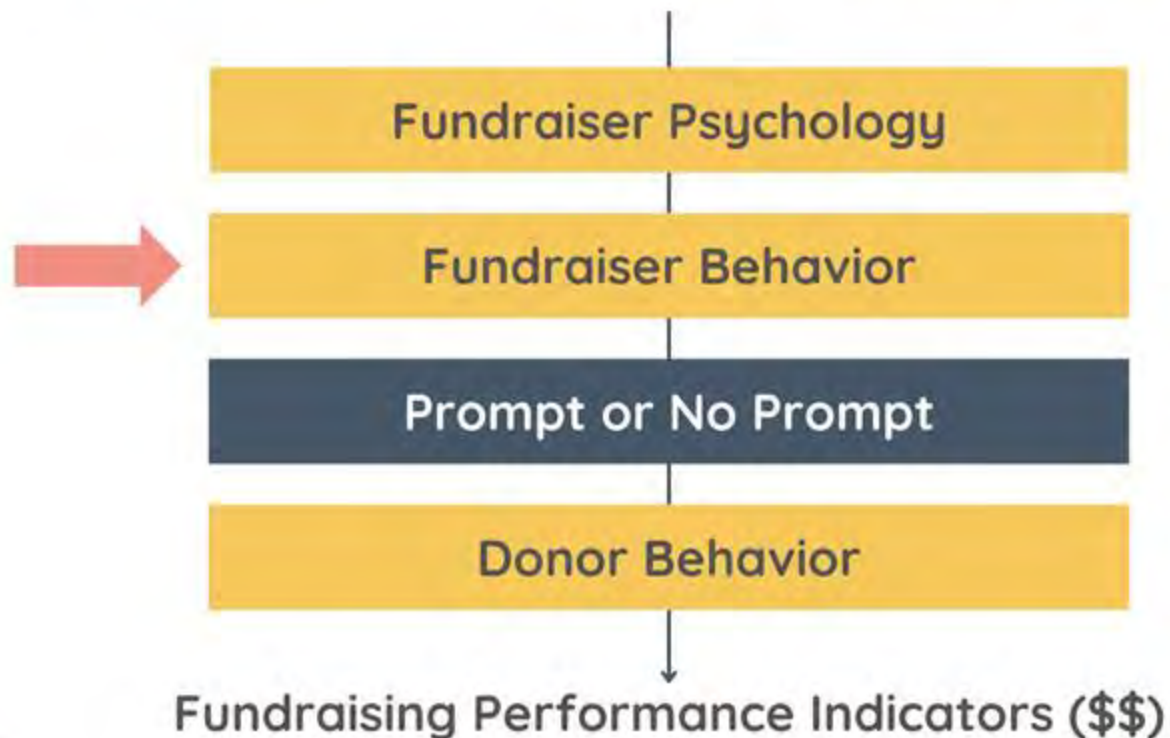 Fundraiser Psychology
Fundraiser Behavior
Prompt or No Prompt
Donor Behavior
Fundraising Performance Indicators ($$)